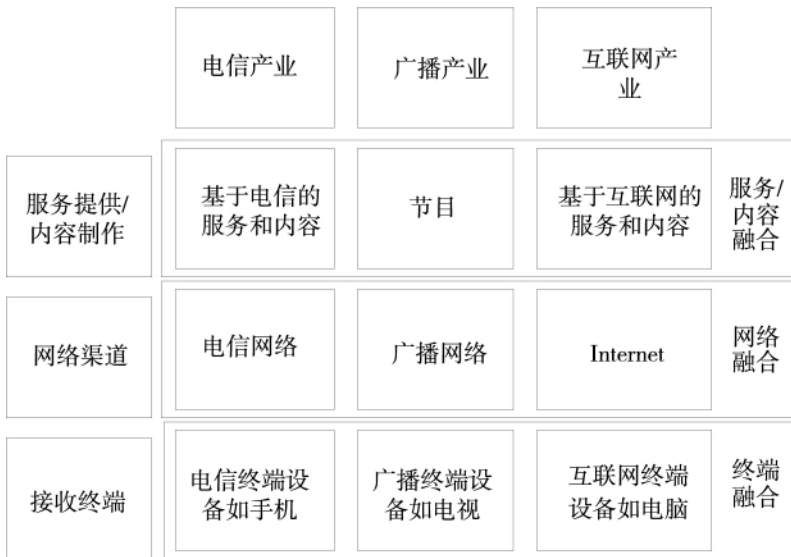 电信产业
广播产业
互联网产
业
服务提供/
内容制作
基于电信的
服务和内容
节目
基于互联网的
服务和内容
服务/
内容
融合
网络渠道
电信网络
广播网络
Internet
网络
融合
接收终端
电信终端设
备如手机
广播终端设
备如电视
互联网终端
设备如电脑
终端
融合